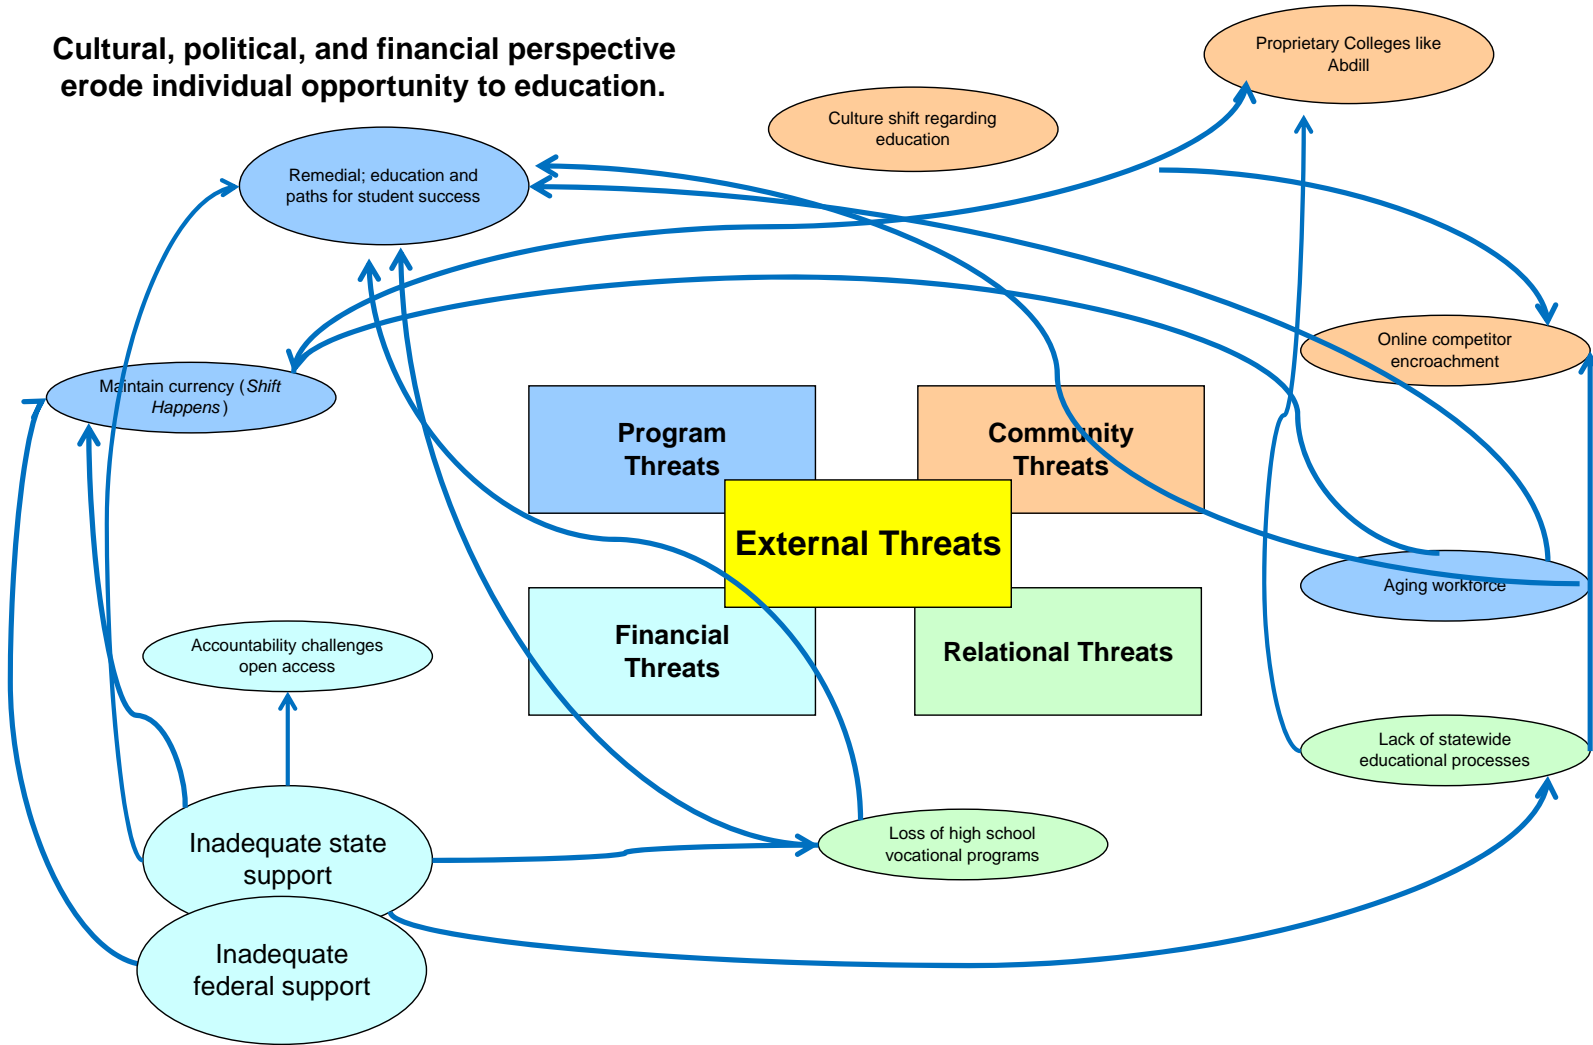 Cultural, political, and financial perspective
erode individual opportunity to education.
Proprietary Colleges like
Abdill
Culture shift regarding
education
Remedial; education and
paths for student success
Online competitor
encroachment
Maintain currency (Shift
Happens)
Program
Threats
Community
Threats
External Threats
Aging workforce
Financial
Threats
Relational Threats
Accountability challenges
open access
Lack of statewide
educational processes
Inadequate state
support
Loss of high school
vocational programs
Inadequate
federal support